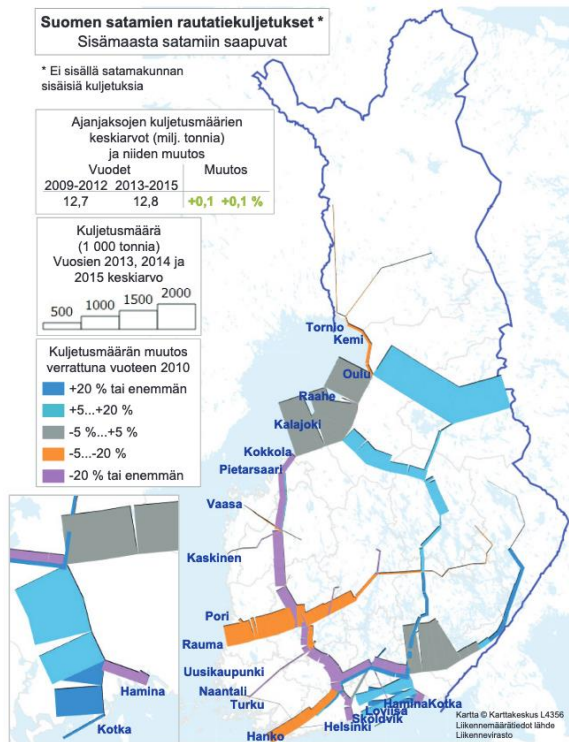 Suomen satamien rautatiekuljetukset *
Sisämaasta satamiin saapuvat
* Ei sisällä satamakunnan
sisäisiä kuljetuksia
Ajanjaksojen kuljetusmäärien
keskiarvot (milj. tonnia)
ja niiden muutos
Vuodet Muutos
2009-2012 2013-2015
12,7 12,8 +0,1 +0,1 %
Kuljetusmäärä
(1 000 tonnia)
Vuosien 2013, 2014 ja
2015 keskiarvo
500 1000 1500 2000
Kuljetusmäärän muutos
verrattuna vuoteen 2010
+20 % tai enemmän
+5...+20 %
-5 %...+5 %
-5...-20 %
-20 % tai enemmän
Tornio
Kemi
Oulu
Raahe
Kalajoki
Kokkola
Pietarsaari
Vaasa
Kaskinen
Pori
Rauma
Uusikaupunki
Naantali
Turku
Hanko
Helsinki
Sköldvik
Loviisa
Hamina Kotka
Hamina
Kotka
Kartta © Karttakeskus L4356
Liikennemäärätiedot lähde
Liikennevirasto